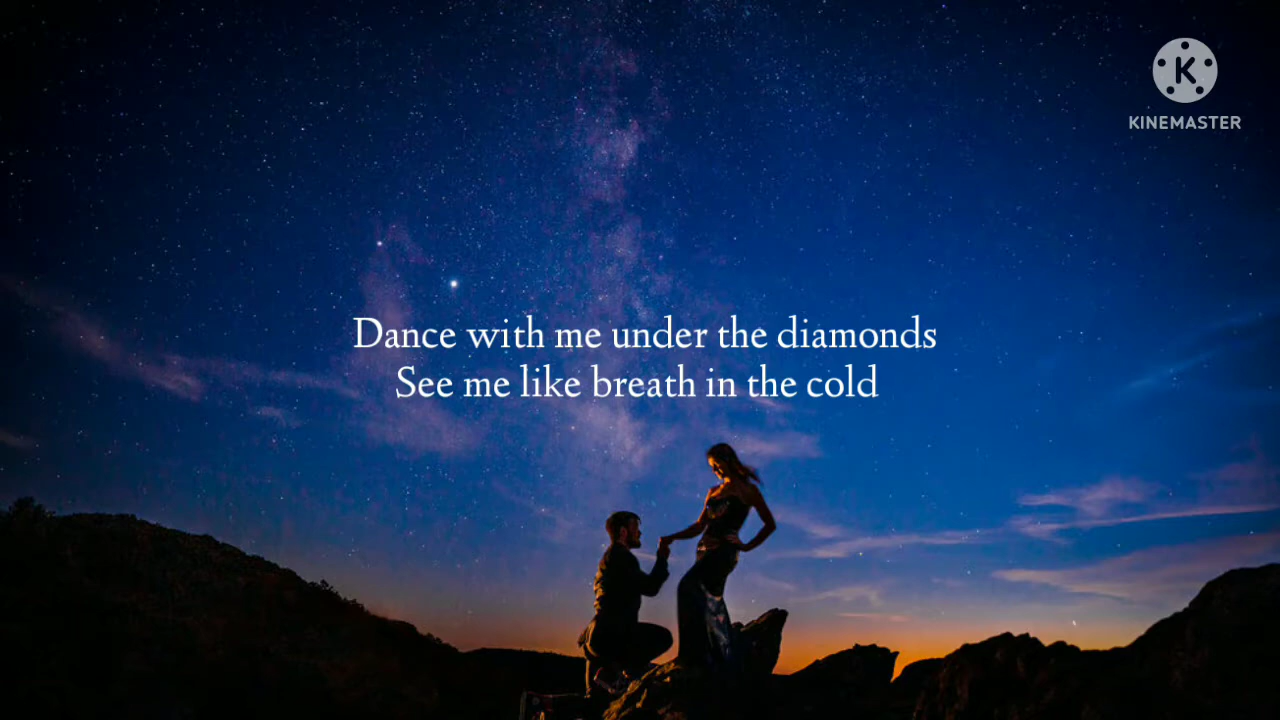 K
KINEMASTER
Dance with me under the diamonds
See me like breath in the cold